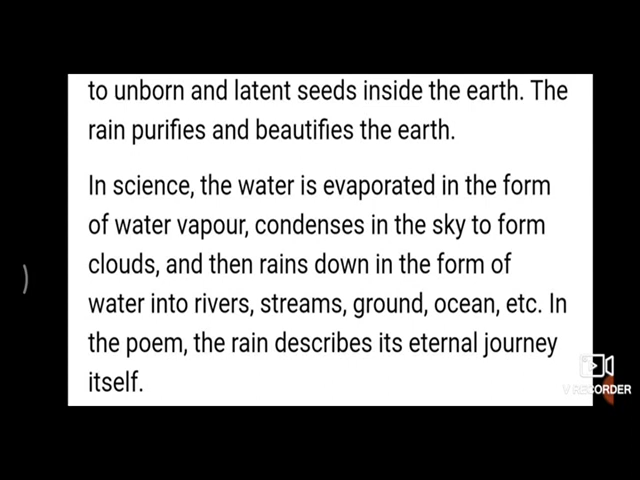 to unborn and latent seeds inside the earth. The
rain purifies and beautifies the earth.
In science, the water is evaporated in the form
of water vapour, condenses in the sky to form
clouds, and then rains down in the form of
water into rivers, streams, ground, ocean, etc. In
the poem, the rain describes its eternal journey
itself.
V RECORDER